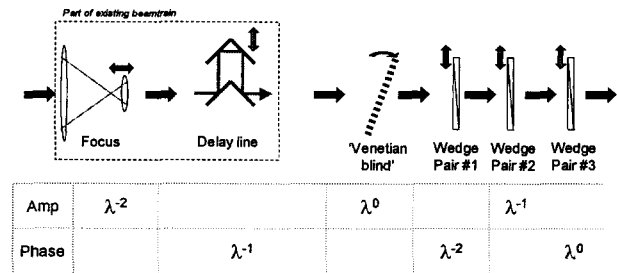 Part of existing beamtrain
Focus
Delay line
'Venetian blind'
Wedge Pair #1
Wedge Pair #2
Wedge Pair #3
Amp λ⁻² λ⁰ λ⁻¹
Phase λ⁻¹ λ⁻² λ⁰